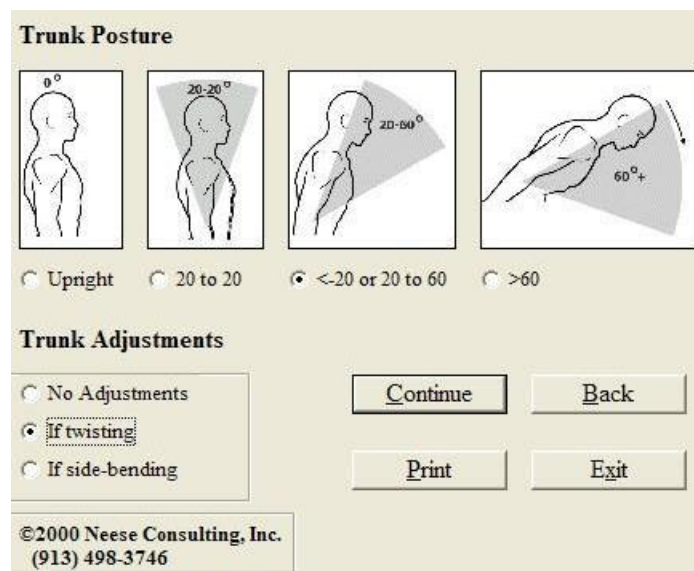 Trunk Posture
0°
20-20°
20-60°
60°+
Upright
20 to 20
<-20 or 20 to 60
>60
Trunk Adjustments
No Adjustments
If twisting
If side-bending
Continue
Back
Print
Exit
©2000 Neese Consulting, Inc.
(913) 498-3746